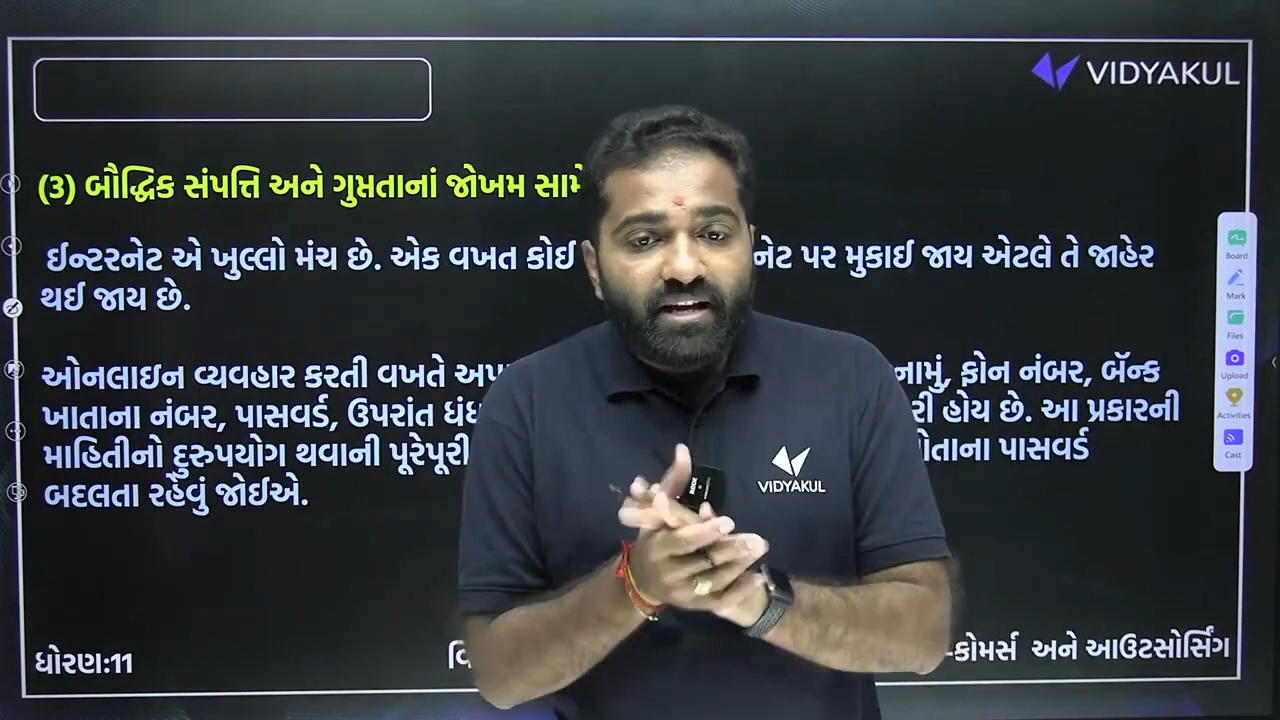 VIDYAKUL
(૩) બૌદ્ધિક સંપત્તિ અને ગુપ્તતાનાં જોખમ સામે
ઈન્ટરનેટ એ ખુલ્લો મંચ છે. એક વખત કોઈ નેટ પર મુકાઈ જાય એટલે તે જાહેર
થઈ જાય છે.
ઓનલાઇન વ્યવહાર કરતી વખતે નામું, ફોન નંબર, બૅન્ક
ખાતાના નંબર, પાસવર્ડ, ઉપરાંત રી હોય છે. આ પ્રકારની
માહિતીનો દુરુપયોગ થવાની પૂરેપૂરી પોતાના પાસવર્ડ
બદલતા રહેવું જોઈએ.
ધોરણ:11
-કોમર્સ અને આઉટસોર્સિંગ
Board
Mark
Files
Upload
Activities
Cast
VIDYAKUL